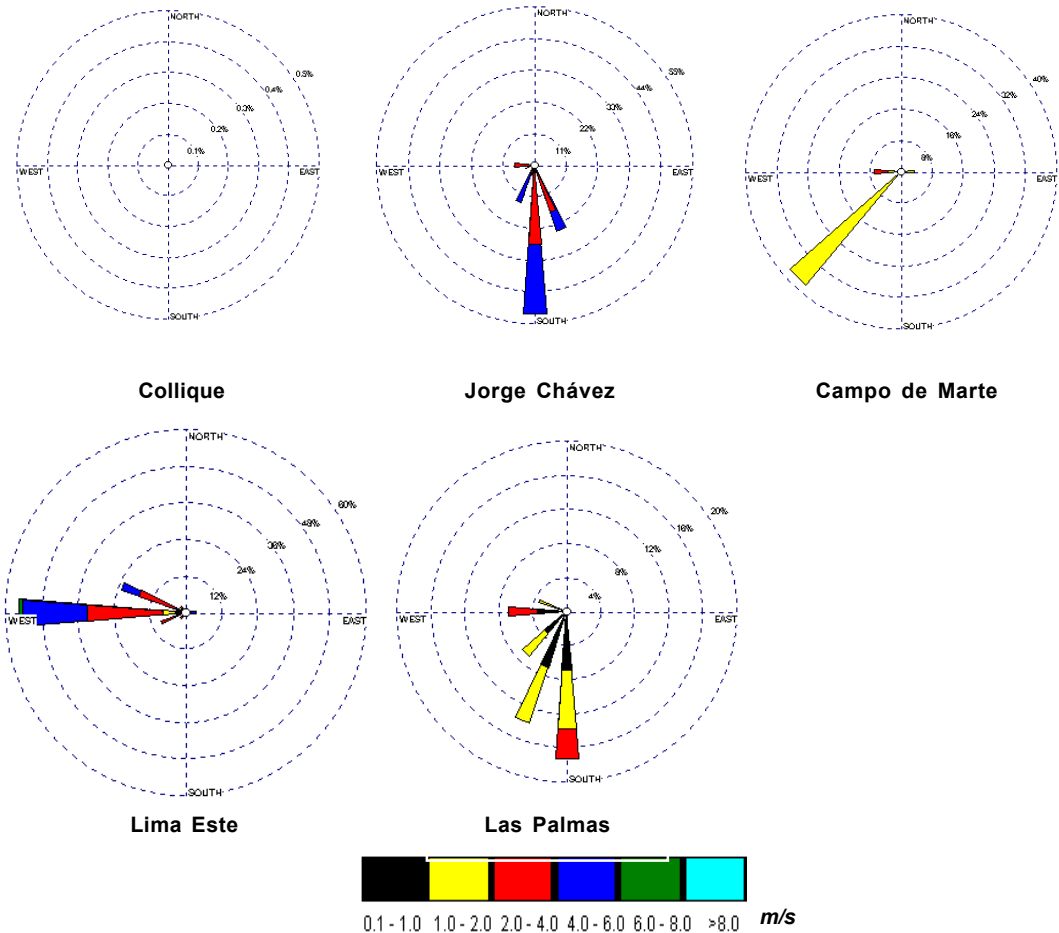 NORTH
0.5%
0.4%
0.3%
0.2%
0.1%
WEST
EAST
SOUTH
Collique
NORTH
55%
44%
33%
22%
11%
WEST
EAST
SOUTH
Jorge Chávez
NORTH
40%
32%
24%
16%
8%
WEST
EAST
SOUTH
Campo de Marte
NORTH
60%
48%
36%
24%
12%
WEST
EAST
SOUTH
Lima Este
NORTH
20%
16%
12%
8%
4%
WEST
EAST
SOUTH
Las Palmas
0.1 - 1.0 1.0 - 2.0 2.0 - 4.0 4.0 - 6.0 6.0 - 8.0 >8.0 m/s